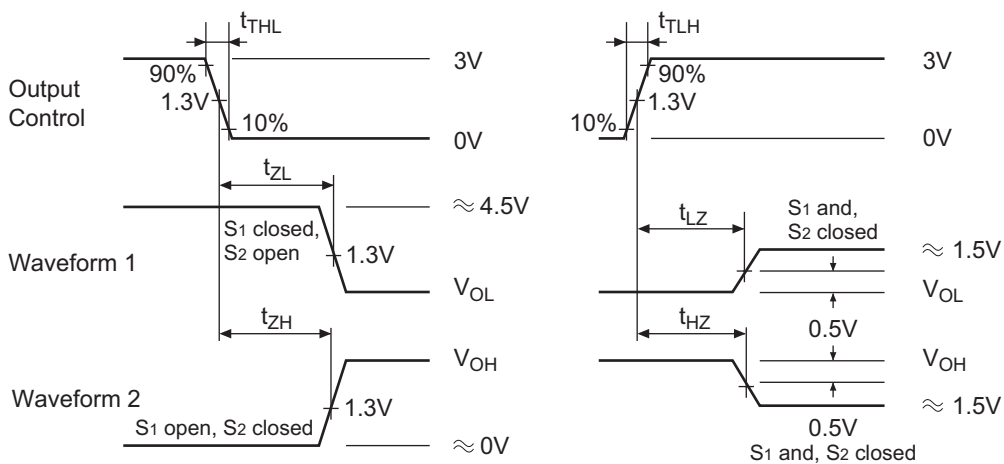 tTHL
tTLH
Output
Control
90%
1.3V
10%
3V
0V
90%
1.3V
10%
3V
0V
tZL
≈ 4.5V
tLZ
S1 and,
S2 closed
Waveform 1
S1 closed,
S2 open
1.3V
VOL
≈ 1.5V
VOL
0.5V
tZH
tHZ
VOH
VOH
Waveform 2
1.3V
S1 open, S2 closed
≈ 0V
≈ 1.5V
0.5V
S1 and, S2 closed